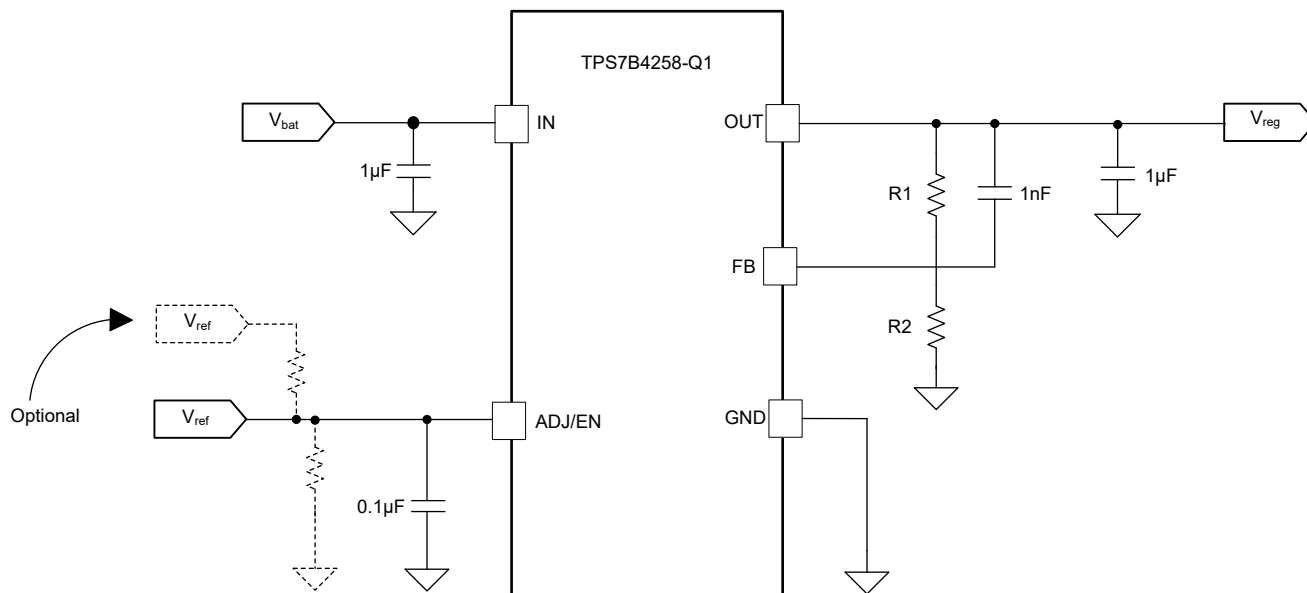 TPS7B4258-Q1
Vbat
IN
OUT
Vreg
1µF
R1
1nF
1µF
FB
Vref
R2
Optional
Vref
ADJ/EN
GND
0.1µF